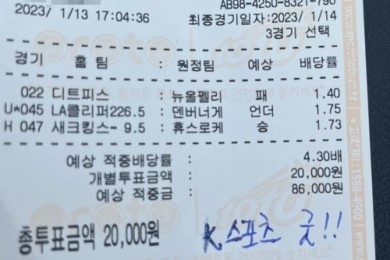 2023/ 1/13 17:04:36
AB98-4250-8321-790
최종경기일자:2023/ 1/14
3경기 선택
경기 홈 팀 : 원정팀 예상 배당률
022 디트피스 : 뉴올펠리 패 1.40
U*045 LA클리퍼226.5 : 덴버너게 언더 1.75
H 047 새크킹스- 9.5 : 휴스로케 승 1.73
예상 적중배당률 4.30배
개별투표금액: 20,000원
예상 적중금: 86,000원
총투표금액 20,000원
K스포츠 굿!!